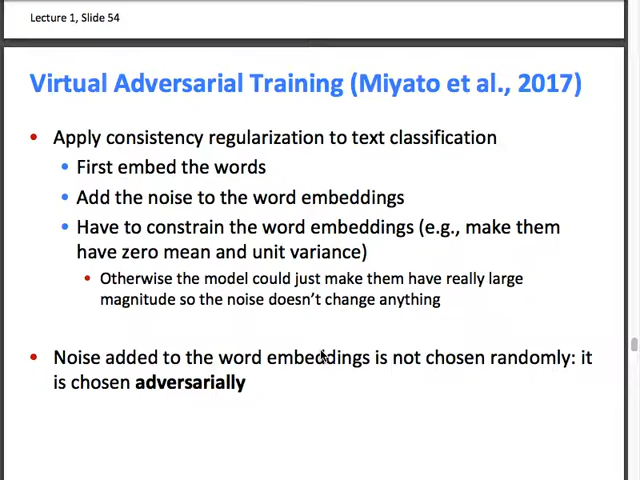 Lecture 1, Slide 54
Virtual Adversarial Training (Miyato et al., 2017)
• Apply consistency regularization to text classification
• First embed the words
• Add the noise to the word embeddings
• Have to constrain the word embeddings (e.g., make them
have zero mean and unit variance)
• Otherwise the model could just make them have really large
magnitude so the noise doesn't change anything
• Noise added to the word embeddings is not chosen randomly: it
is chosen adversarially